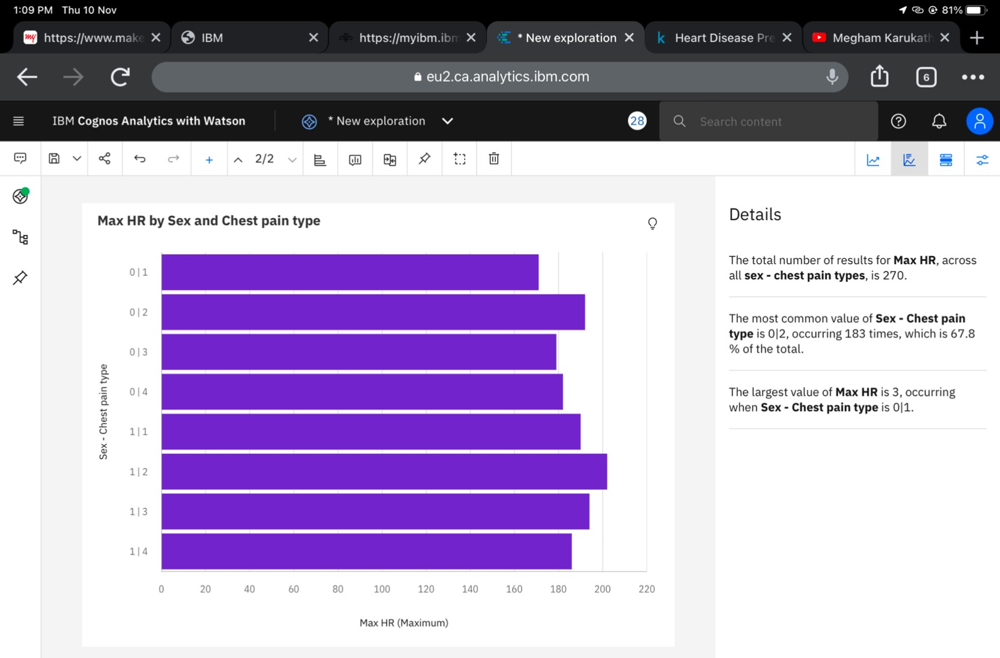 1:09 PM Thu 10 Nov
81%
https://www.make
IBM
https://myibm.ibm
* New exploration
Heart Disease Pre
Megham Karukath
eu2.ca.analytics.ibm.com
6
IBM Cognos Analytics with Watson
* New exploration
28
Search content
2/2
Max HR by Sex and Chest pain type
Sex - Chest pain type
0|1
0|2
0|3
0|4
1|1
1|2
1|3
1|4
0 20 40 60 80 100 120 140 160 180 200 220
Max HR (Maximum)
Details
The total number of results for Max HR, across
all sex - chest pain types, is 270.
The most common value of Sex - Chest pain
type is 0|2, occurring 183 times, which is 67.8
% of the total.
The largest value of Max HR is 3, occurring
when Sex - Chest pain type is 0|1.